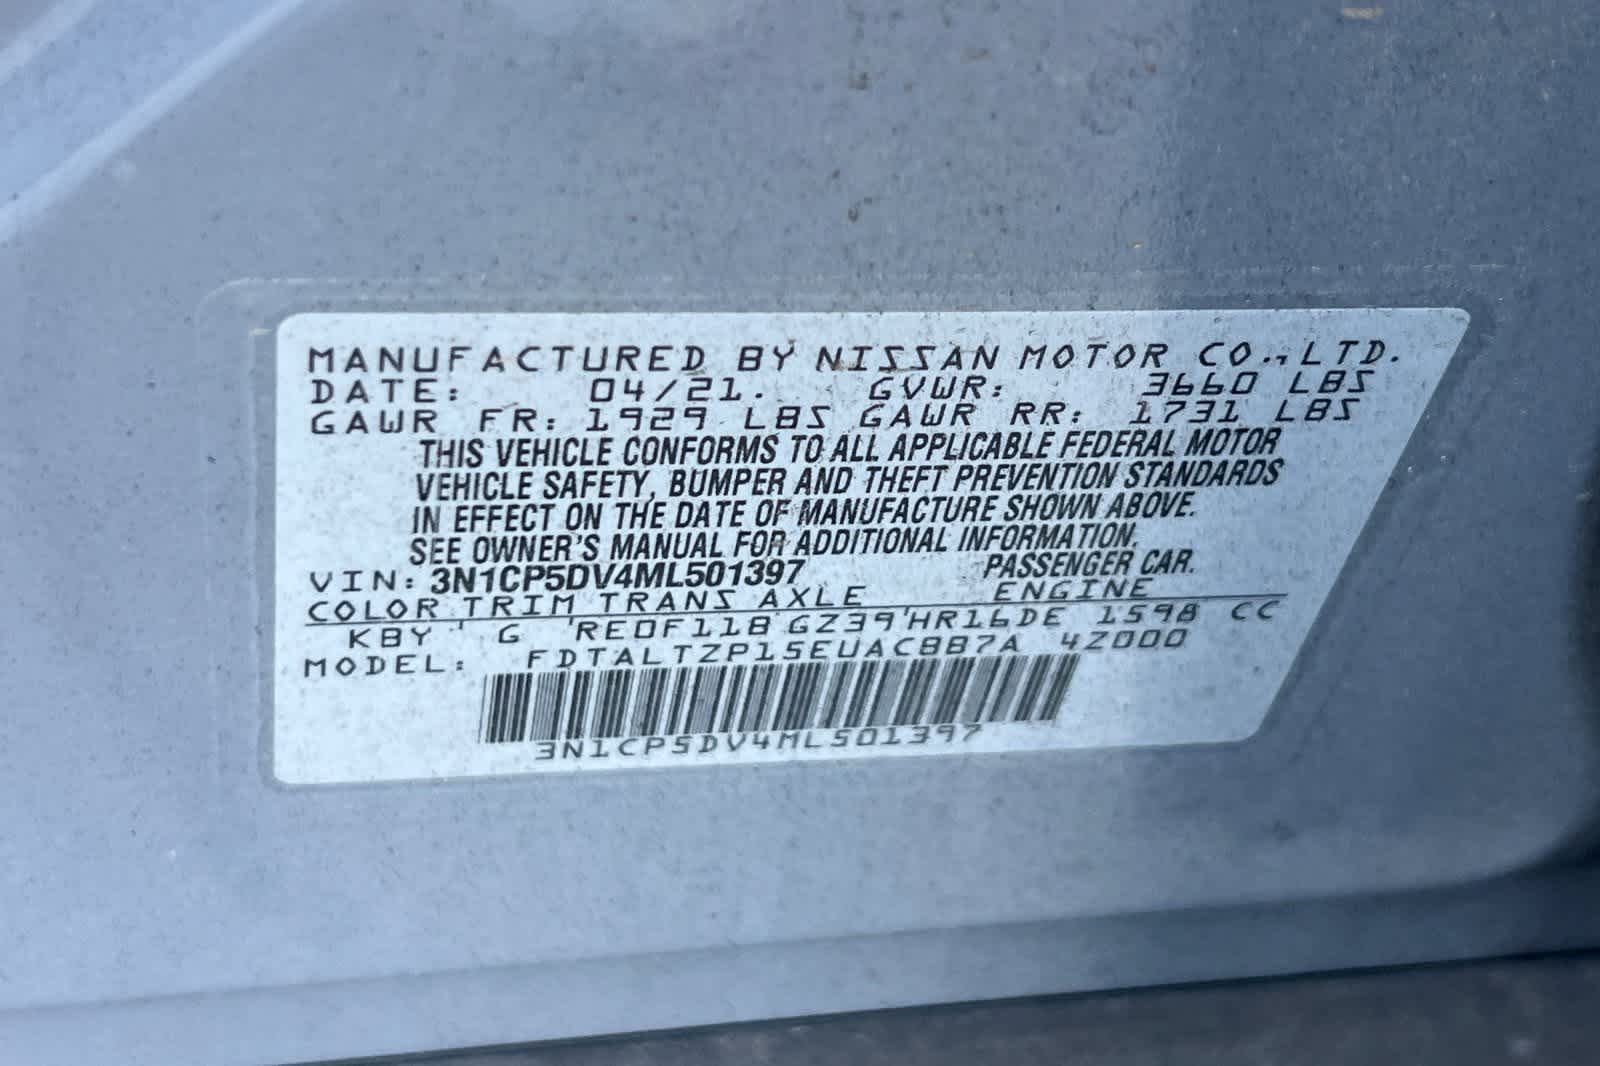 MANUFACTURED BY NISSAN MOTOR CO., LTD.
DATE: 04/21. GVWR: 3660 LBS
GAWR FR: 1929 LBS GAWR RR: 1731 LBS
THIS VEHICLE CONFORMS TO ALL APPLICABLE FEDERAL MOTOR
VEHICLE SAFETY, BUMPER AND THEFT PREVENTION STANDARDS
IN EFFECT ON THE DATE OF MANUFACTURE SHOWN ABOVE.
SEE OWNER'S MANUAL FOR ADDITIONAL INFORMATION.
VIN: 3N1CP5DV4ML501397 PASSENGER CAR.
COLOR TRIM TRANS AXLE ENGINE
KBY ' G 'RE0F11B'GZ39'HR16DE 1598 CC
MODEL: FDTALTZP15EUAC8B7A 4Z000
3N1CP5DV4ML501397